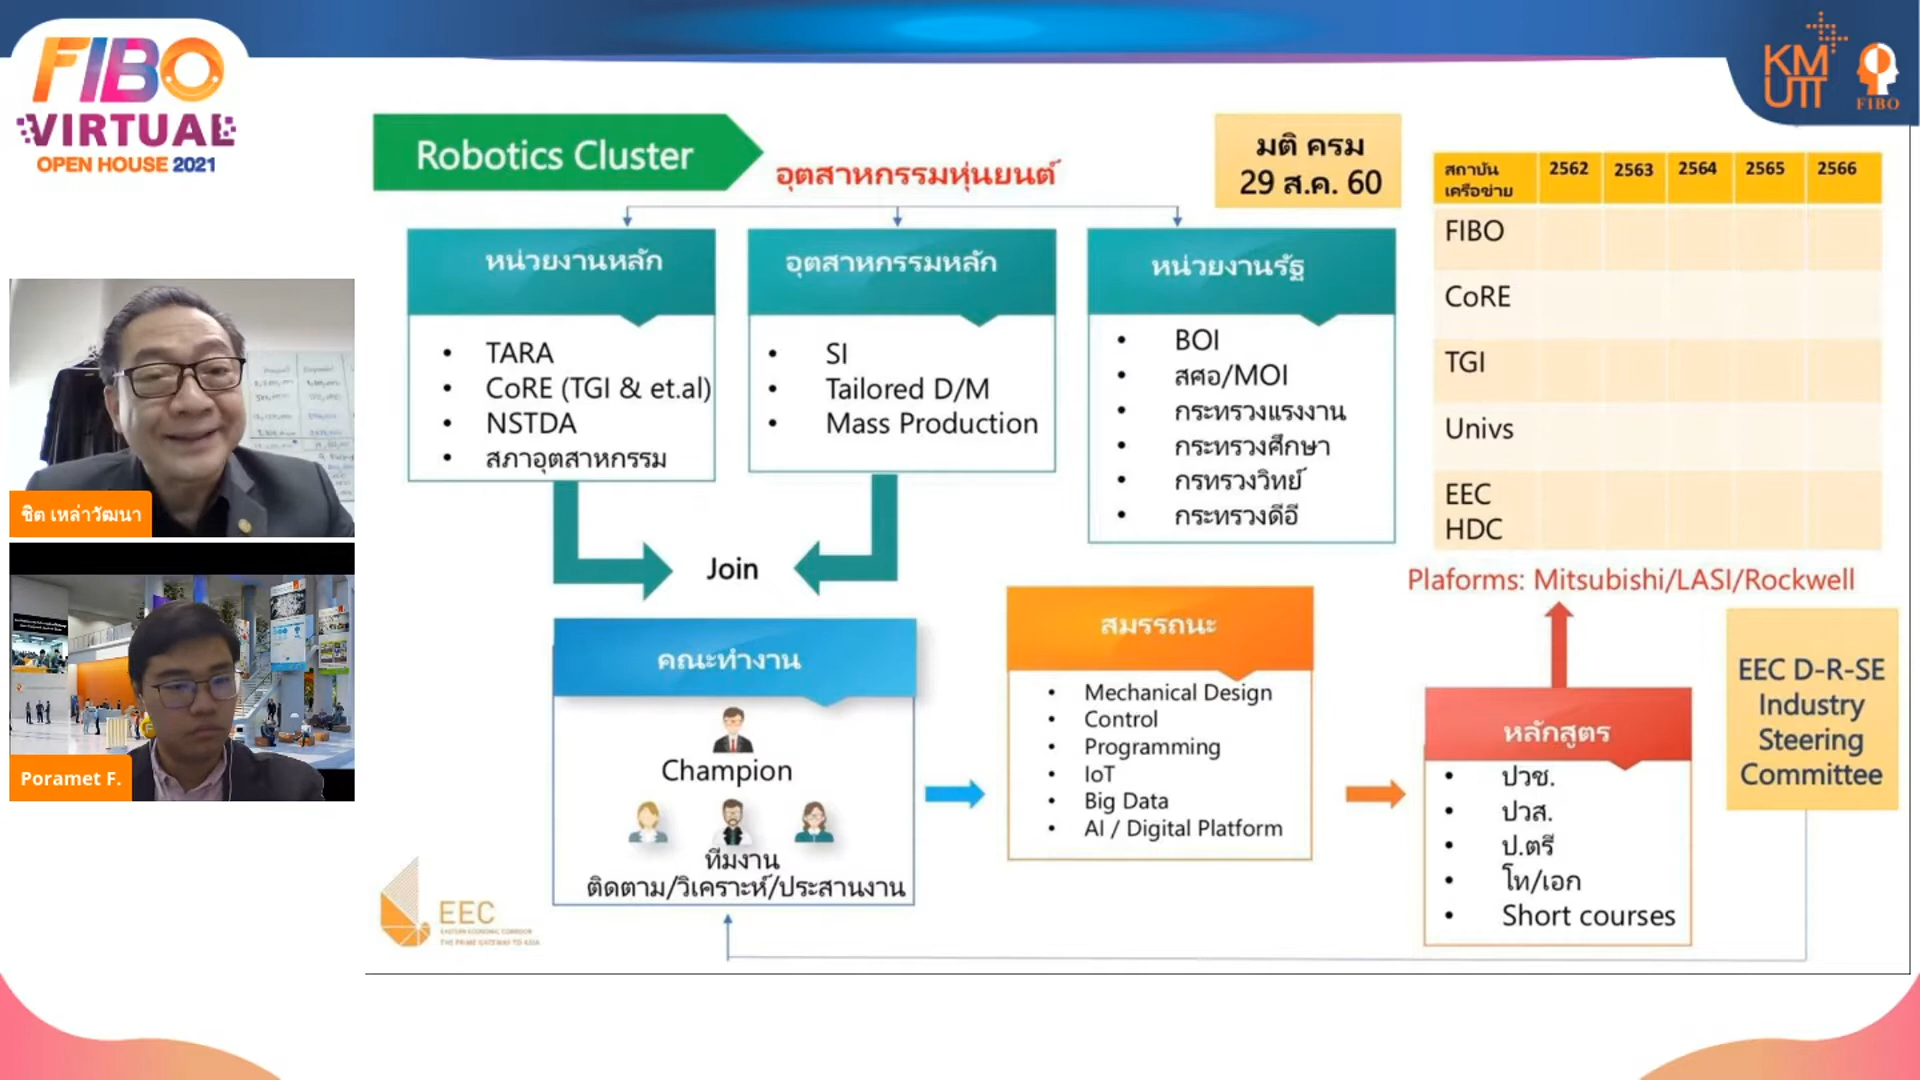 FIBO
VIRTUAL
OPEN HOUSE 2021
KM
UTT
FIBO
Robotics Cluster
อุตสาหกรรมหุ่นยนต์
มติ ครม
29 ส.ค. 60
หน่วยงานหลัก
• TARA
• CoRE (TGI & et.al)
• NSTDA
• สภาอุตสาหกรรม
อุตสาหกรรมหลัก
• SI
• Tailored D/M
• Mass Production
หน่วยงานรัฐ
• BOI
• สศอ/MOI
• กระทรวงแรงงาน
• กระทรวงศึกษา
• กรทรวงวิทย์
• กระทรวงดีอี
สถาบัน
เครือข่าย
2562 2563 2564 2565 2566
FIBO
CoRE
TGI
Univs
EEC
HDC
Plaforms: Mitsubishi/LASI/Rockwell
Join
คณะทำงาน
Champion
ทีมงาน
ติดตาม/วิเคราะห์/ประสานงาน
สมรรถนะ
• Mechanical Design
• Control
• Programming
• IoT
• Big Data
• AI / Digital Platform
หลักสูตร
• ปวช.
• ปวส.
• ป.ตรี
• โท/เอก
• Short courses
EEC D-R-SE
Industry
Steering
Committee
EEC
EASTERN ECONOMIC CORRIDOR
THE PRIME GATEWAY TO ASIA
ชิต เหล่าวัฒนา
Poramet F.